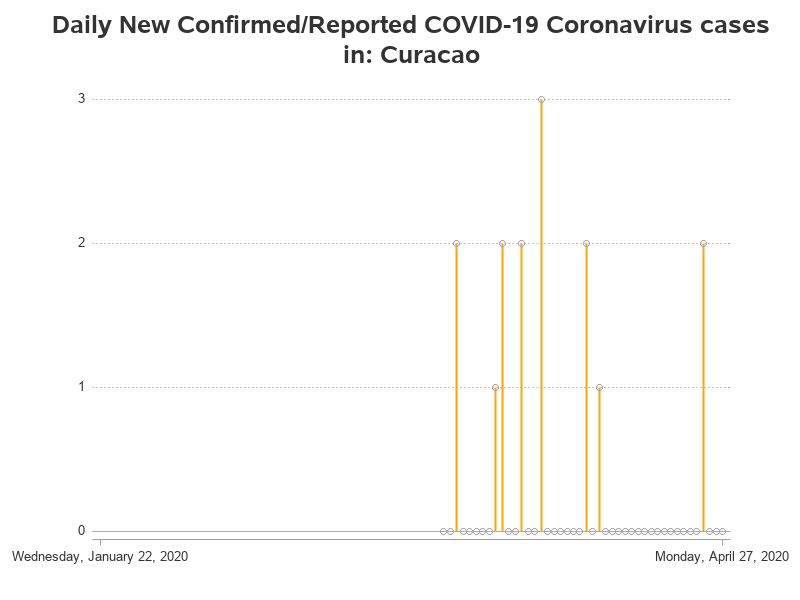 Daily New Confirmed/Reported COVID-19 Coronavirus cases
in: Curacao
3
2
1
0
Wednesday, January 22, 2020
Monday, April 27, 2020